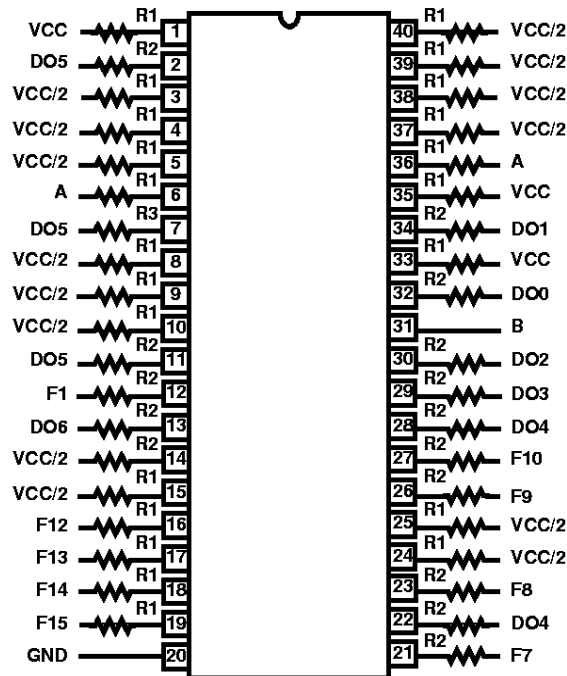 VCC R1 1 40 R1 VCC/2
DO5 R2 2 39 R1 VCC/2
VCC/2 R1 3 38 R1 VCC/2
VCC/2 R1 4 37 R1 VCC/2
VCC/2 R1 5 36 R1 A
A R1 6 35 R1 VCC
DO5 R3 7 34 R2 DO1
VCC/2 R1 8 33 R1 VCC
VCC/2 R1 9 32 R2 DO0
VCC/2 R1 10 31 B
DO5 R2 11 30 R2 DO2
F1 R2 12 29 R2 DO3
DO6 R2 13 28 R2 DO4
VCC/2 R2 14 27 R2 F10
VCC/2 R1 15 26 R2 F9
F12 R1 16 25 R1 VCC/2
F13 R1 17 24 R1 VCC/2
F14 R1 18 23 R2 F8
F15 R1 19 22 R2 DO4
GND 20 21 R2 F7